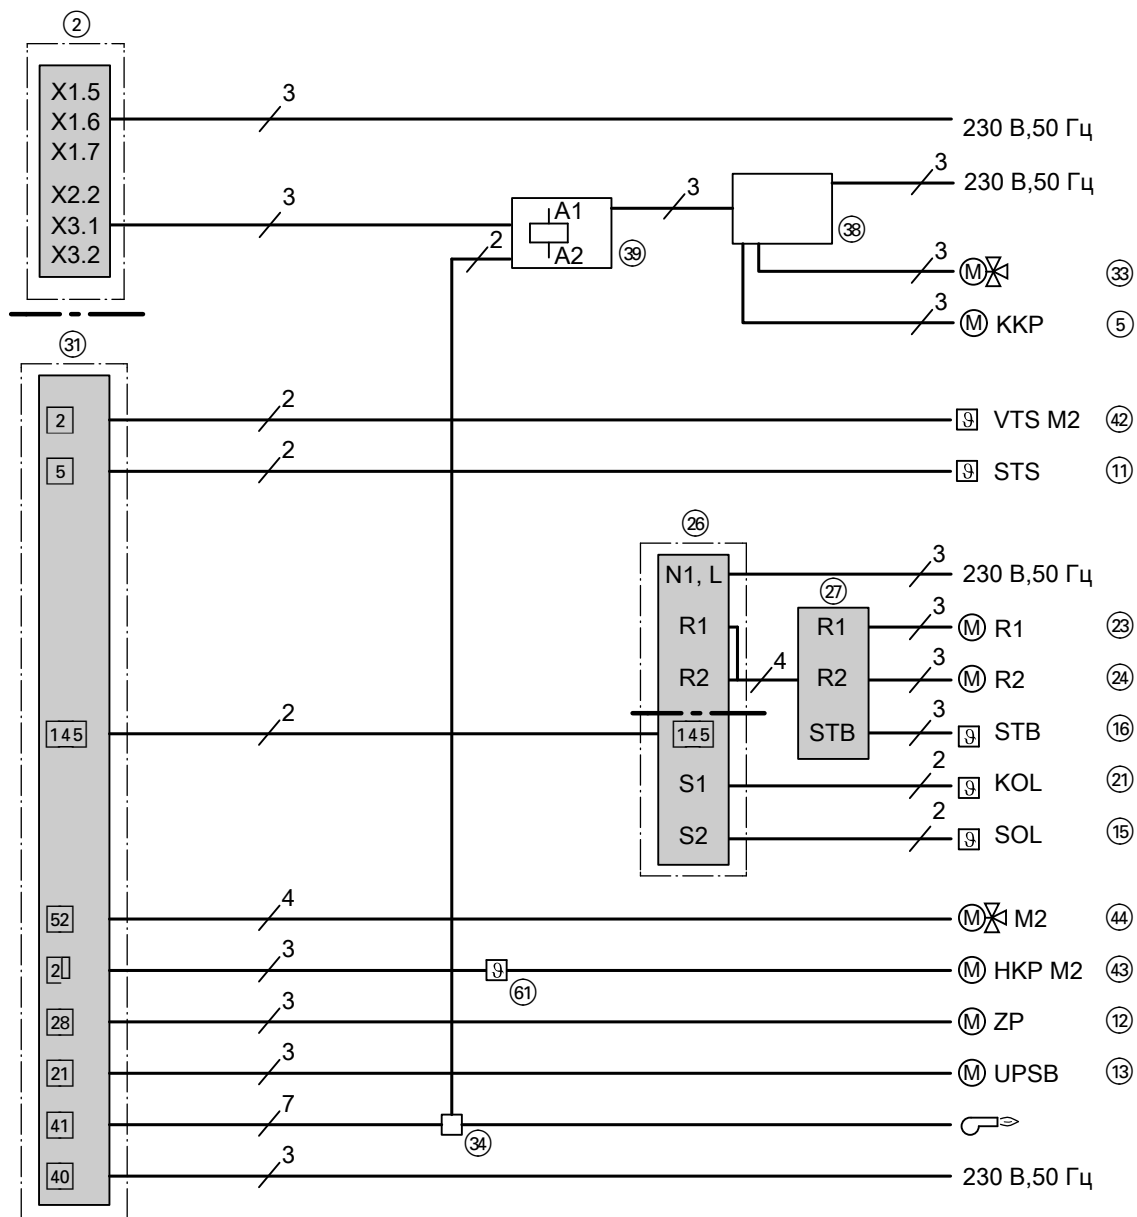 2
X1.5
X1.6
X1.7
3
230 В,50 Гц
X2.2
X3.1
X3.2
3
A1
A2
39
2
3
38
3
230 В,50 Гц
3
M
33
3
M KKP
5
31
2
2
ϑ VTS M2
42
5
2
ϑ STS
11
26
N1, L
3
230 В,50 Гц
27
R1
R1
3
M R1
23
R2
4
R2
3
M R2
24
145
2
145
STB
3
ϑ STB
16
S1
2
ϑ KOL
21
S2
2
ϑ SOL
15
52
4
M M2
44
2
3
ϑ
61
M HKP M2
43
28
3
M ZP
12
21
3
M UPSB
13
41
7
34
40
3
230 В,50 Гц